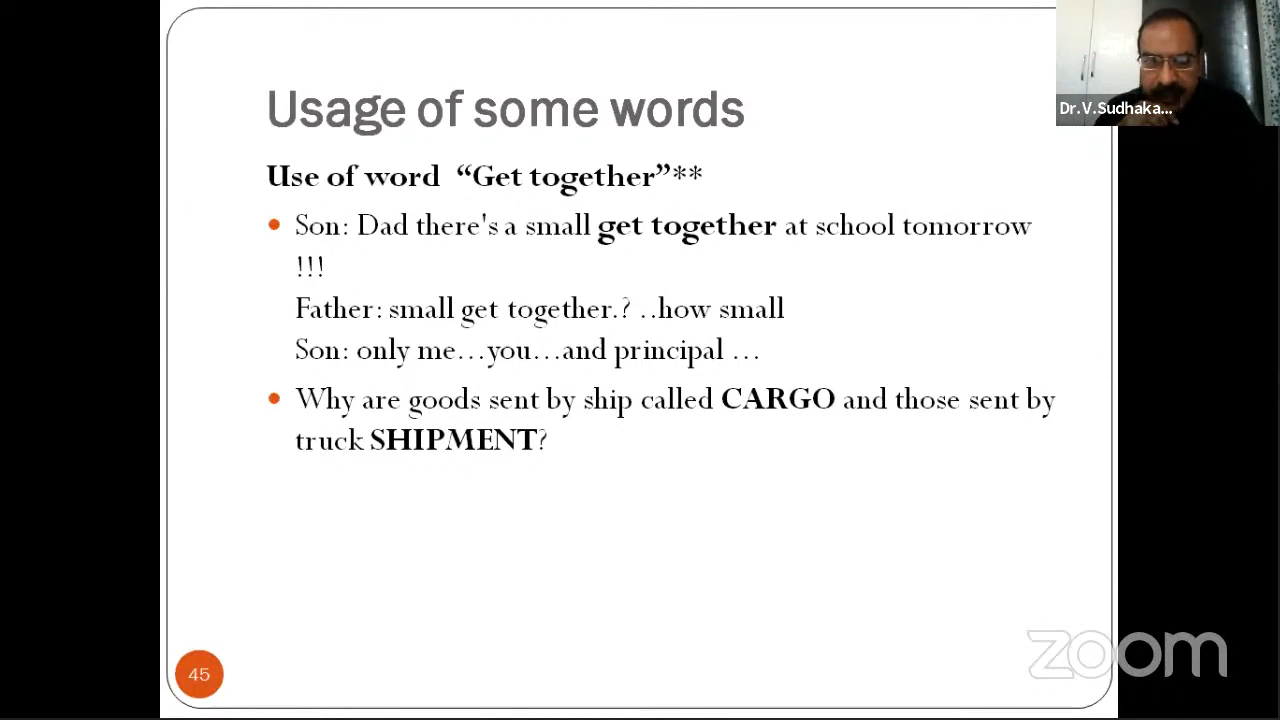 Dr.V.Sudhaka...
Usage of some words
Use of word “Get together”**
Son: Dad there's a small get together at school tomorrow
!!!
Father: small get together.? ..how small
Son: only me...you...and principal ...
Why are goods sent by ship called CARGO and those sent by
truck SHIPMENT?
45
zoom